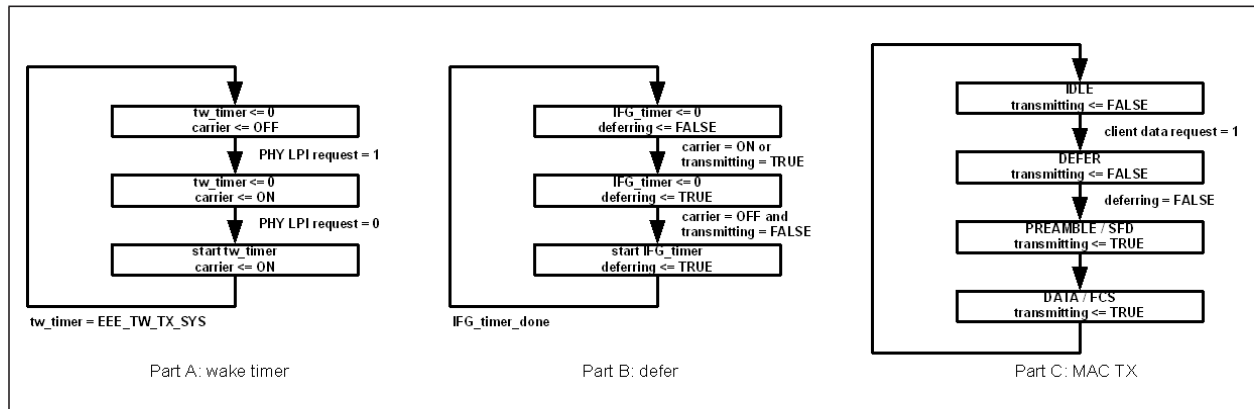 tw_timer <= 0
carrier <= OFF
PHY LPI request = 1
tw_timer <= 0
carrier <= ON
PHY LPI request = 0
start tw_timer
carrier <= ON
tw_timer = EEE_TW_TX_SYS
Part A: wake timer
IFG_timer <= 0
deferring <= FALSE
carrier = ON or
transmitting = TRUE
IFG_timer <= 0
deferring <= TRUE
carrier = OFF and
transmitting = FALSE
start IFG_timer
deferring <= TRUE
IFG_timer_done
Part B: defer
IDLE
transmitting <= FALSE
client data request = 1
DEFER
transmitting <= FALSE
deferring = FALSE
PREAMBLE / SFD
transmitting <= TRUE
DATA / FCS
transmitting <= TRUE
Part C: MAC TX